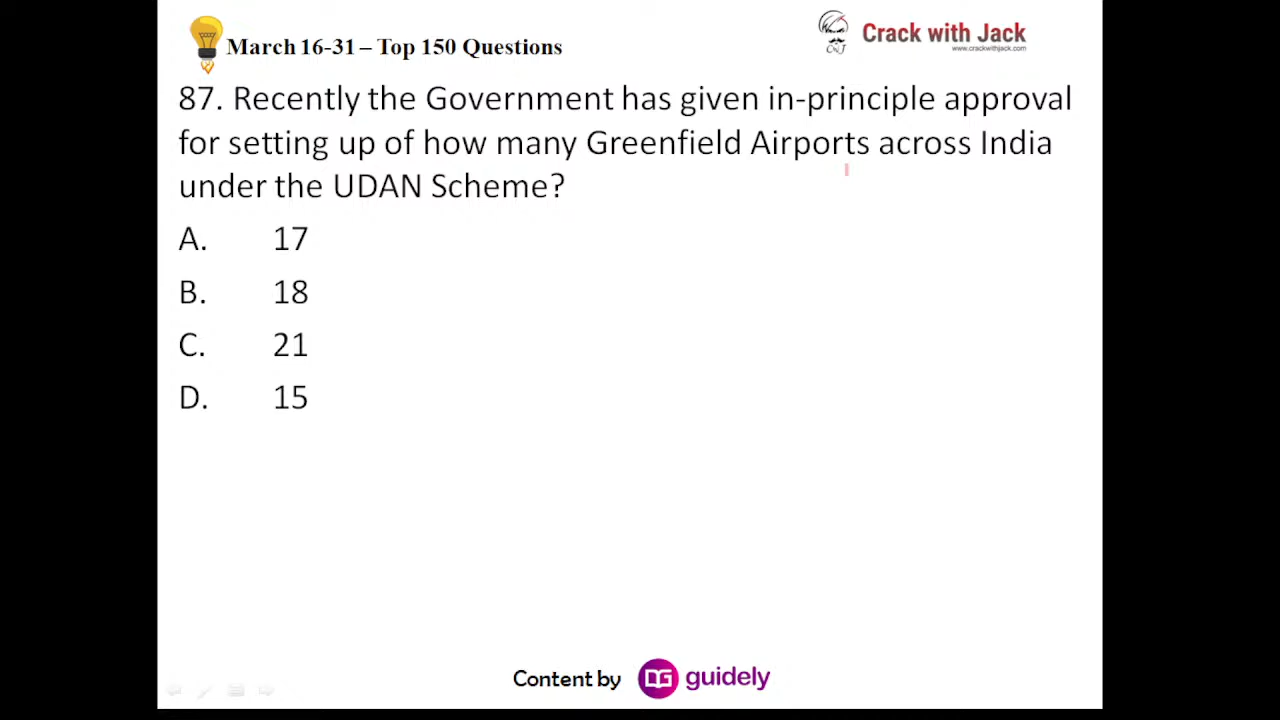 March 16-31 – Top 150 Questions
Crack with Jack
www.crackwithjack.com
CWJ
87. Recently the Government has given in-principle approval
for setting up of how many Greenfield Airports across India
under the UDAN Scheme?
A. 17
B. 18
C. 21
D. 15
Content by guidely